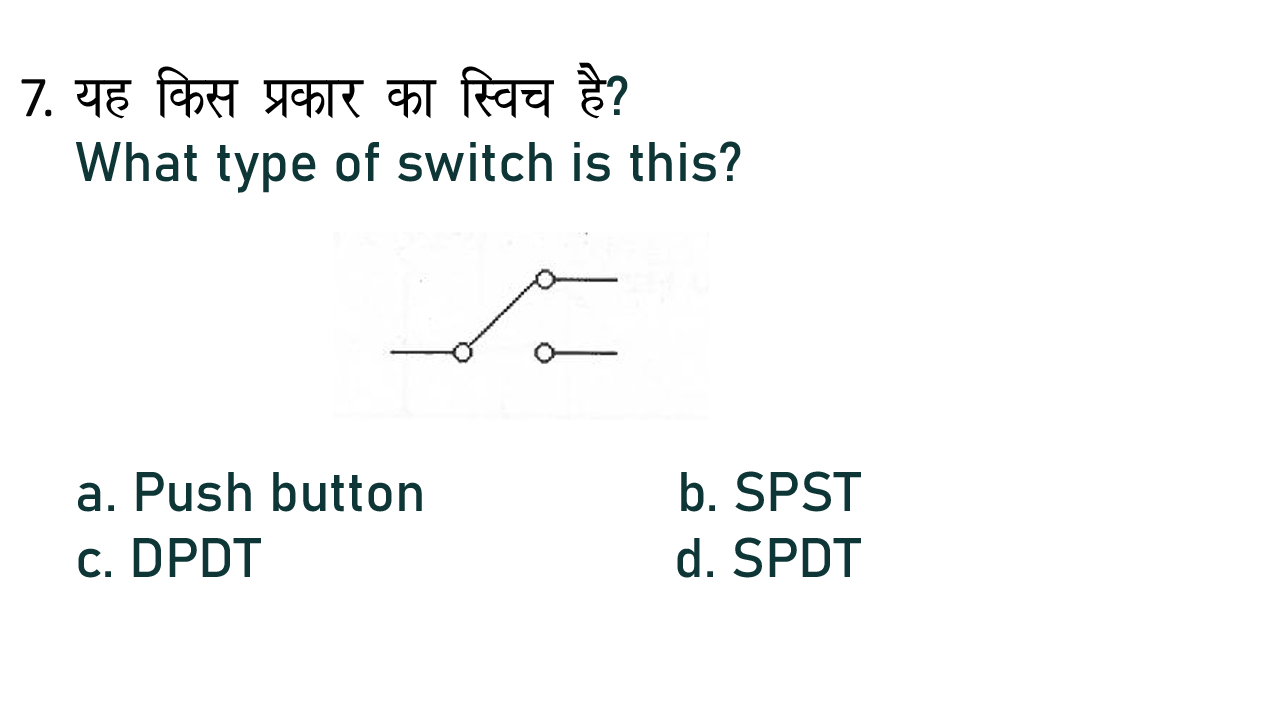 7. यह किस प्रकार का स्विच है?
What type of switch is this?
a. Push button b. SPST
c. DPDT d. SPDT